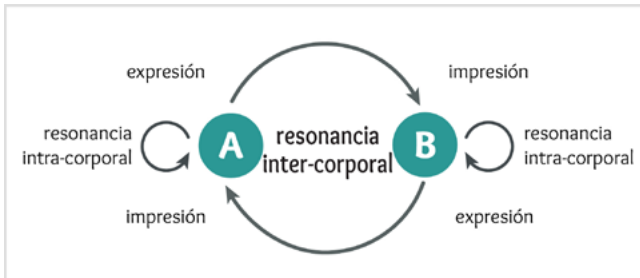 expresión
impresión
resonancia
intra-corporal
A
resonancia
inter-corporal
B
resonancia
intra-corporal
impresión
expresión